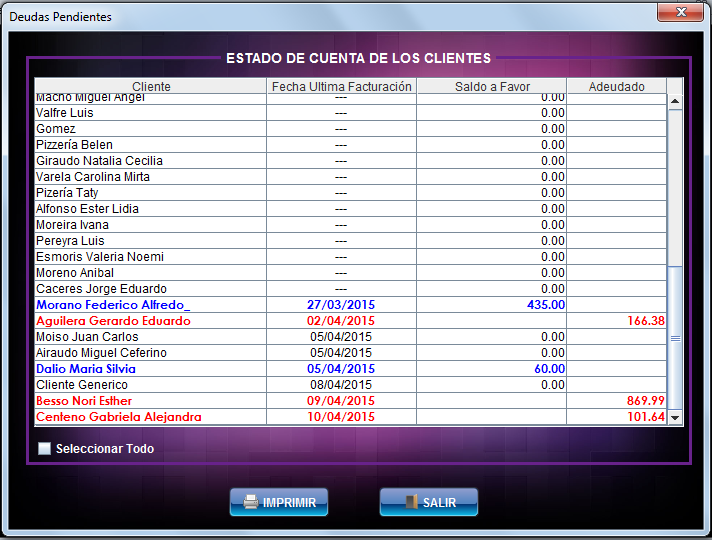 Deudas Pendientes
ESTADO DE CUENTA DE LOS CLIENTES
Cliente Fecha Ultima Facturación Saldo a Favor Adeudado
Macho Miguel Angel --- 0.00
Valfre Luis --- 0.00
Gomez --- 0.00
Pizzería Belen --- 0.00
Giraudo Natalia Cecilia --- 0.00
Varela Carolina Mirta --- 0.00
Pizería Taty --- 0.00
Alfonso Ester Lidia --- 0.00
Moreira Ivana --- 0.00
Pereyra Luis --- 0.00
Esmoris Valeria Noemi --- 0.00
Moreno Anibal --- 0.00
Caceres Jorge Eduardo --- 0.00
Morano Federico Alfredo_ 27/03/2015 435.00
Aguilera Gerardo Eduardo 02/04/2015 166.38
Moiso Juan Carlos 05/04/2015 0.00
Airaudo Miguel Ceferino 05/04/2015 0.00
Dalio Maria Silvia 05/04/2015 60.00
Cliente Generico 08/04/2015 0.00
Besso Nori Esther 09/04/2015 869.99
Centeno Gabriela Alejandra 10/04/2015 101.64
Seleccionar Todo
IMPRIMIR SALIR